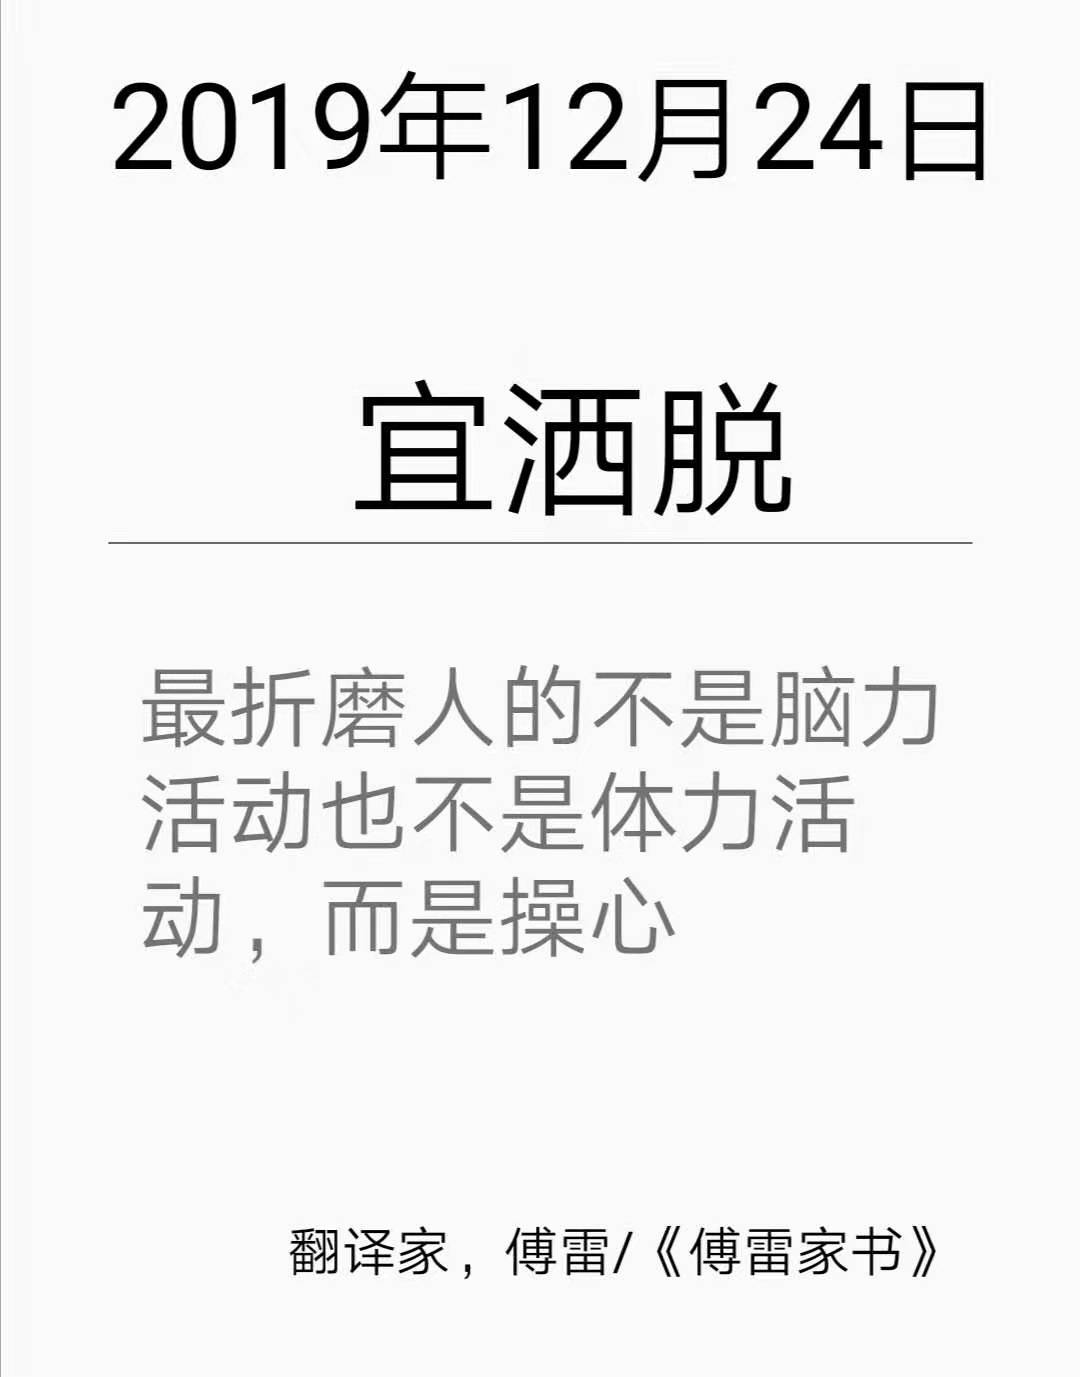 2019年12月24日
宜洒脱
最折磨人的不是脑力
活动也不是体力活
动，而是操心
翻译家，傅雷/《傅雷家书》